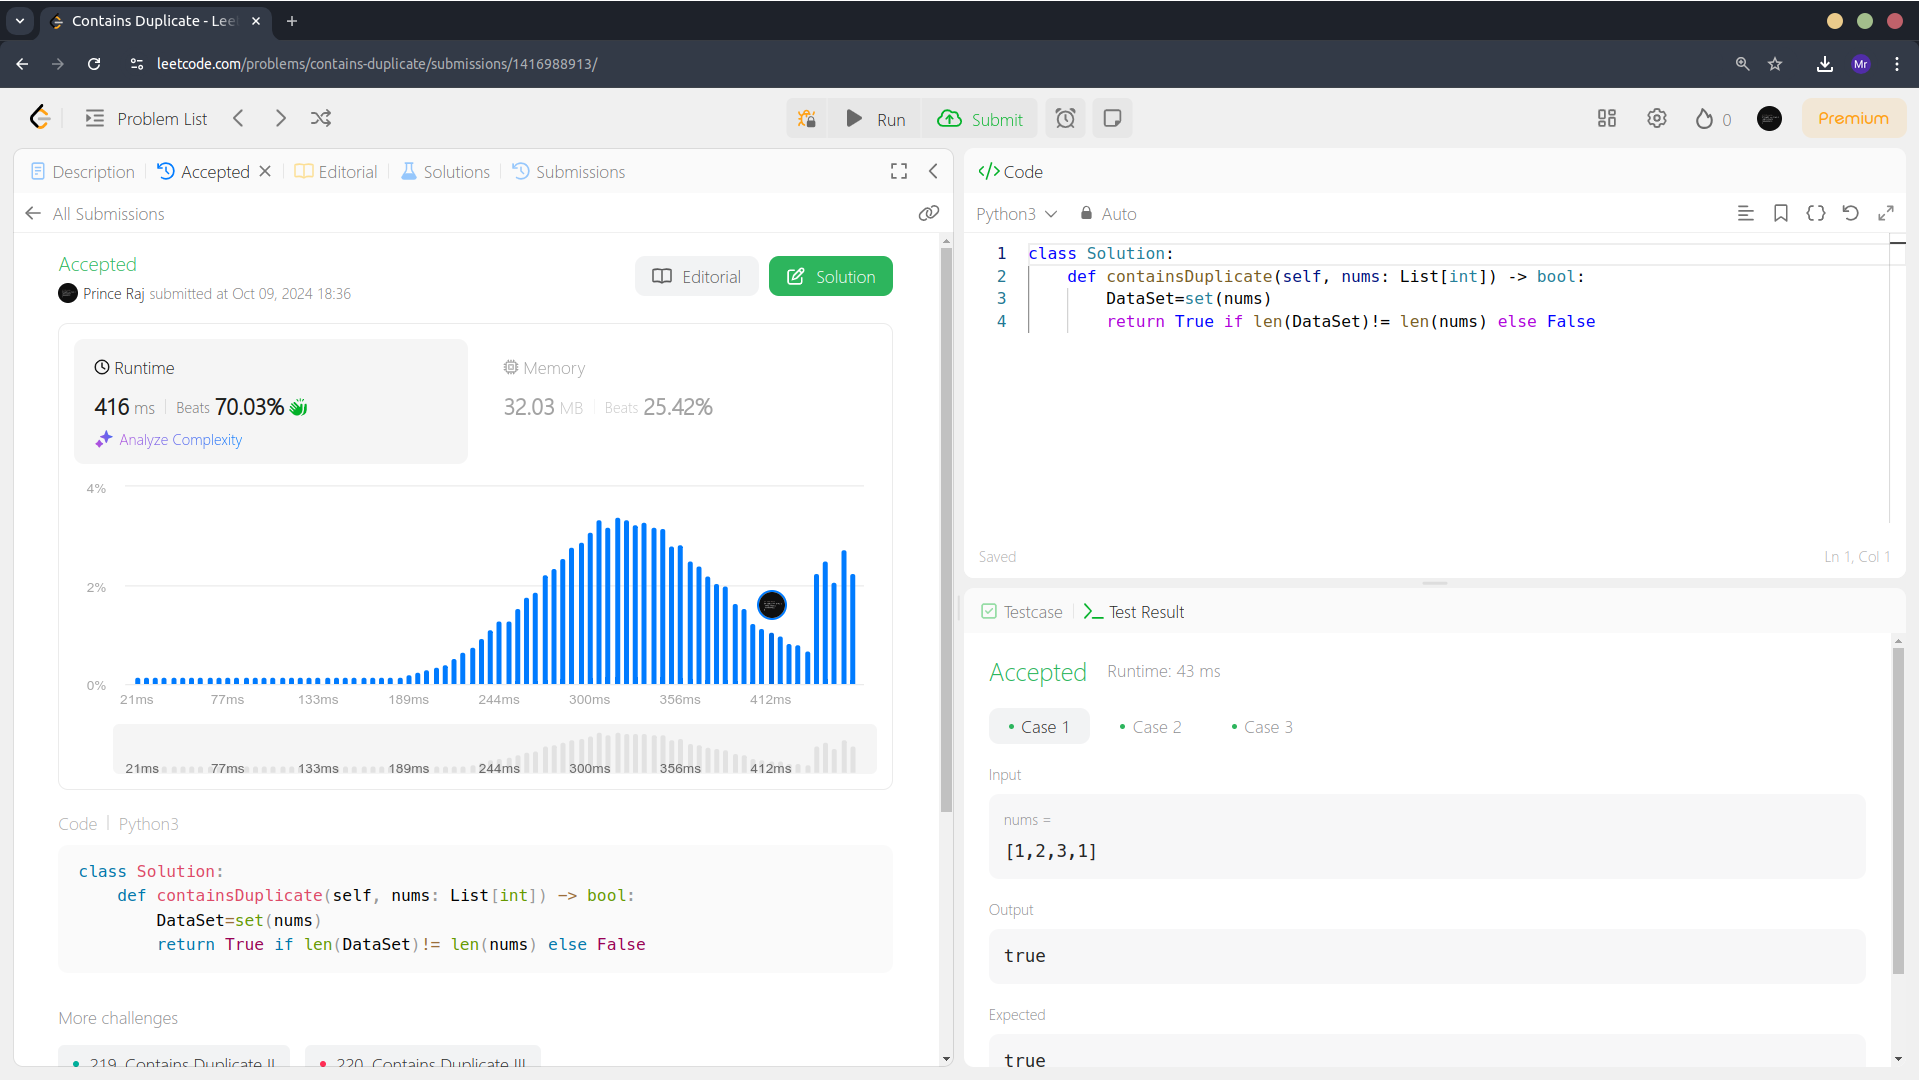 Contains Duplicate - Lee
leetcode.com/problems/contains-duplicate/submissions/1416988913/
Mr
Problem List
Run
Submit
0
Premium
Description
Accepted
Editorial
Solutions
Submissions
All Submissions
Accepted
Prince Raj submitted at Oct 09, 2024 18:36
Editorial
Solution
Runtime
416 ms
Beats 70.03%
Analyze Complexity
Memory
32.03 MB
Beats 25.42%
4%
2%
0%
21ms 77ms 133ms 189ms 244ms 300ms 356ms 412ms
21ms 77ms 133ms 189ms 244ms 300ms 356ms 412ms
Code
Python3
class Solution:
def containsDuplicate(self, nums: List[int]) -> bool:
DataSet=set(nums)
return True if len(DataSet)!= len(nums) else False
More challenges
219. Contains Duplicate II
220. Contains Duplicate III
</> Code
Python3
Auto
1 class Solution:
2 def containsDuplicate(self, nums: List[int]) -> bool:
3 DataSet=set(nums)
4 return True if len(DataSet)!= len(nums) else False
Saved
Ln 1, Col 1
Testcase
Test Result
Accepted
Runtime: 43 ms
Case 1
Case 2
Case 3
Input
nums =
[1,2,3,1]
Output
true
Expected
true